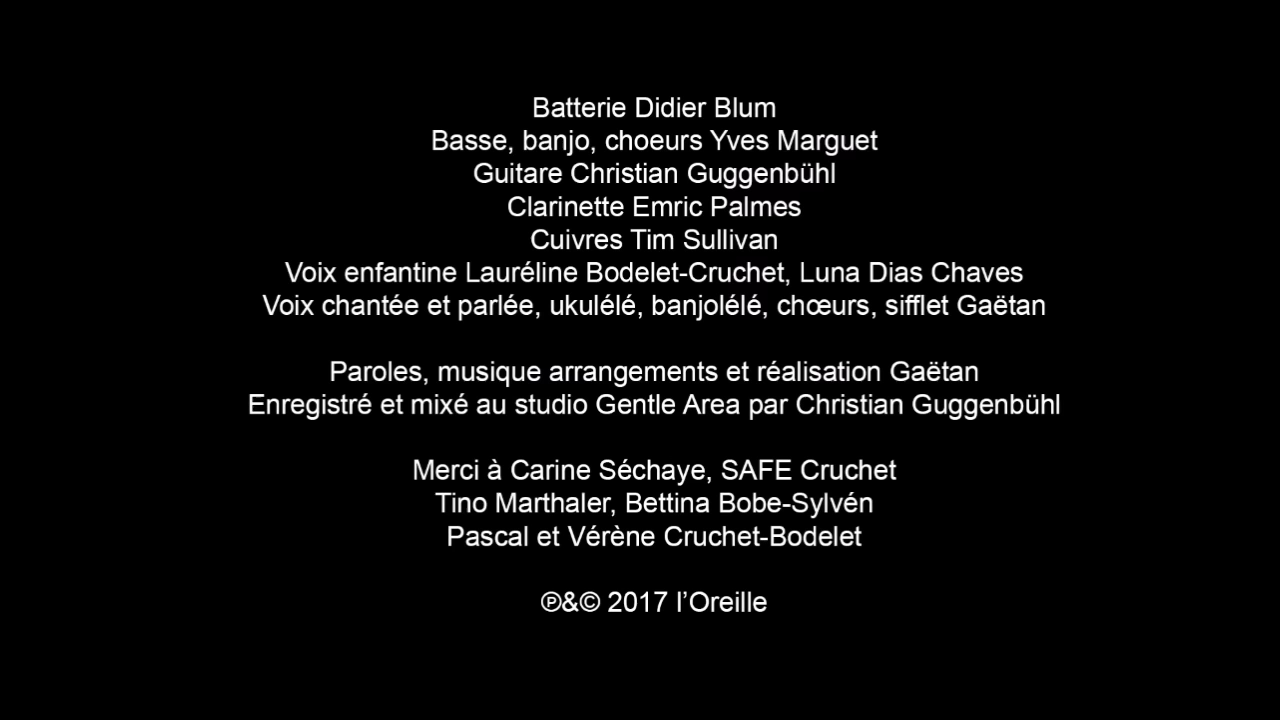 Batterie Didier Blum
Basse, banjo, choeurs Yves Marguet
Guitare Christian Guggenbühl
Clarinette Emric Palmes
Cuivres Tim Sullivan
Voix enfantine Lauréline Bodelet-Cruchet, Luna Dias Chaves
Voix chantée et parlée, ukulélé, banjolélé, chœurs, sifflet Gaëtan
Paroles, musique arrangements et réalisation Gaëtan
Enregistré et mixé au studio Gentle Area par Christian Guggenbühl
Merci à Carine Séchaye, SAFE Cruchet
Tino Marthaler, Bettina Bobe-Sylvén
Pascal et Vérène Cruchet-Bodelet
℗&© 2017 l’Oreille